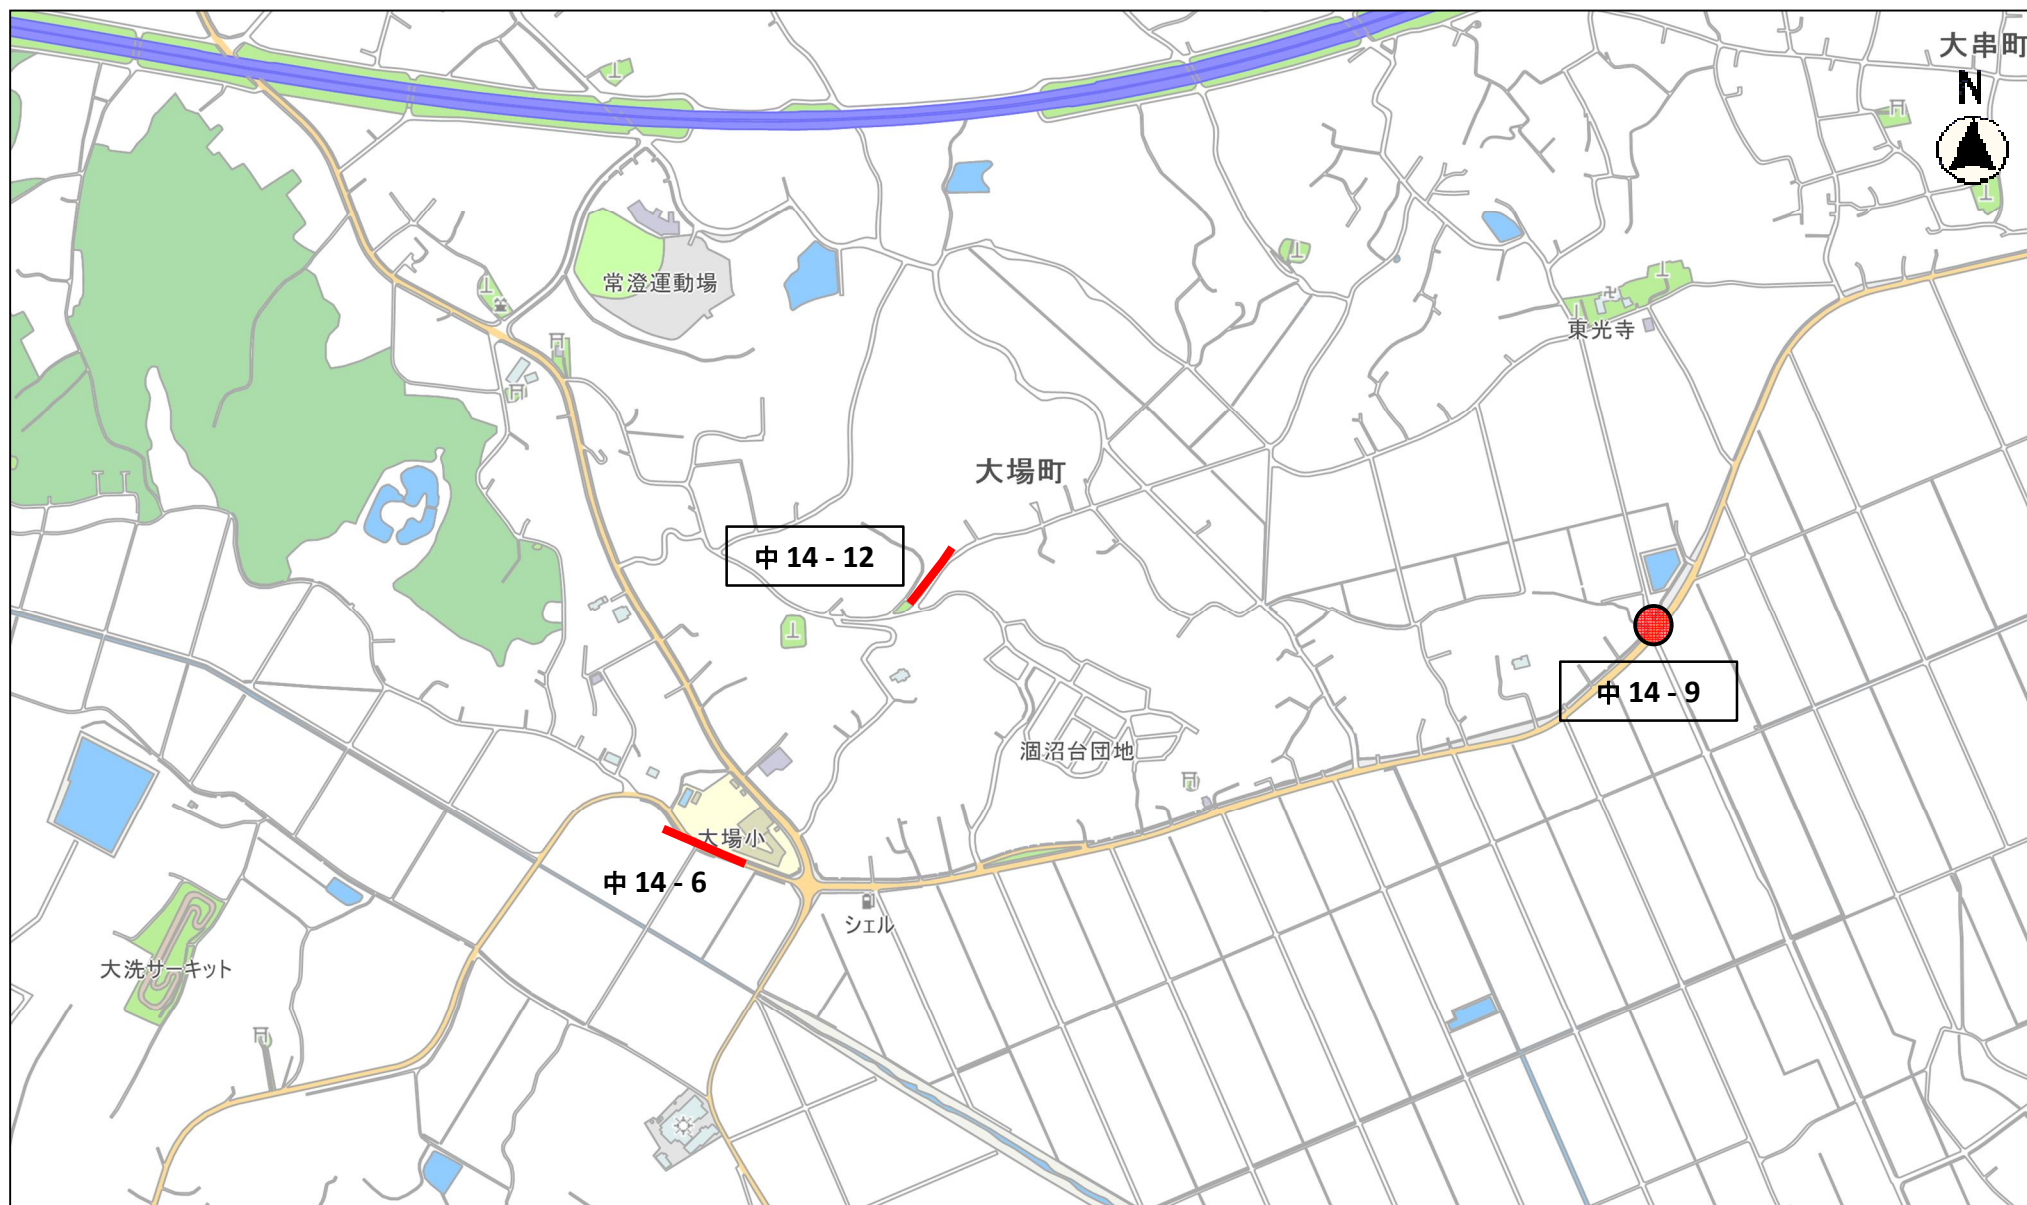 大串町
N
常澄運動場
東光寺
大場町
中 14 - 12
中 14 - 9
涸沼台団地
大場小
中 14 - 6
シェル
大洗サーキット